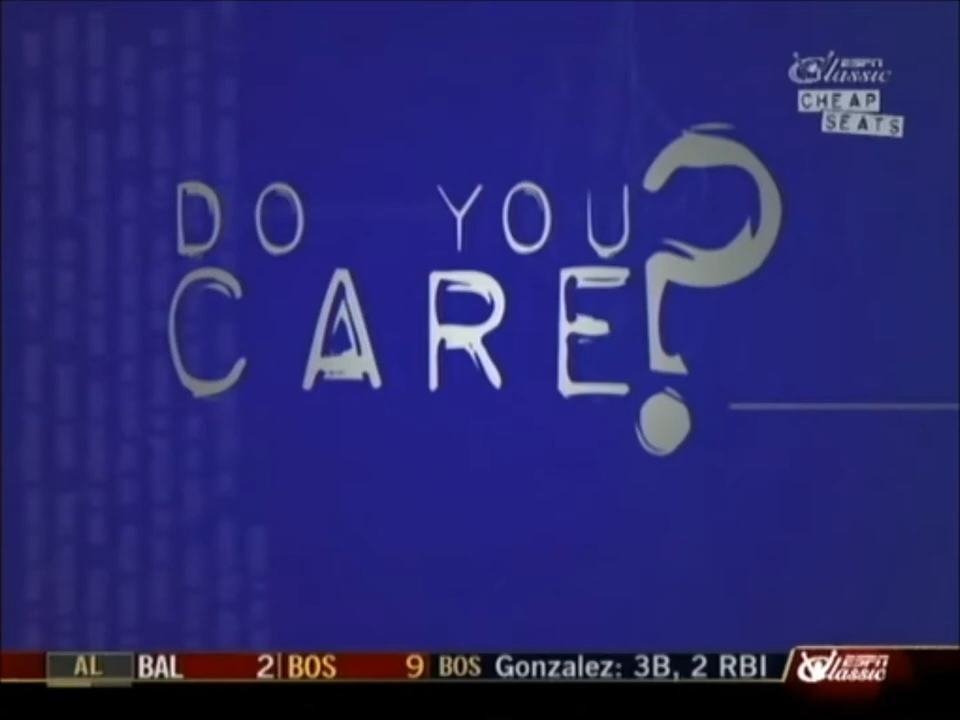 ESPN
Classic
CHEAP
SEATS
DO YOU
CARE?
AL BAL 2 BOS 9 BOS Gonzalez: 3B, 2 RBI ESPN Classic